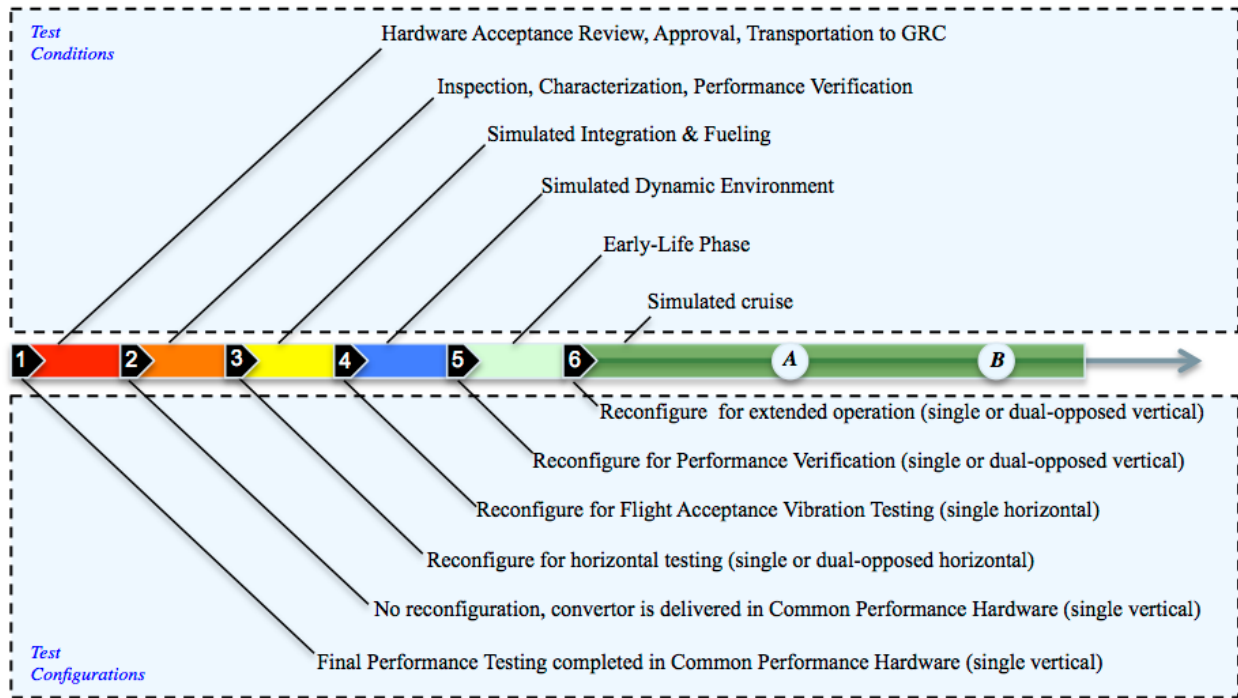 Test
Conditions
Hardware Acceptance Review, Approval, Transportation to GRC
Inspection, Characterization, Performance Verification
Simulated Integration & Fueling
Simulated Dynamic Environment
Early-Life Phase
Simulated cruise
1 2 3 4 5 6 A B
Reconfigure for extended operation (single or dual-opposed vertical)
Reconfigure for Performance Verification (single or dual-opposed vertical)
Reconfigure for Flight Acceptance Vibration Testing (single horizontal)
Reconfigure for horizontal testing (single or dual-opposed horizontal)
No reconfiguration, convertor is delivered in Common Performance Hardware (single vertical)
Final Performance Testing completed in Common Performance Hardware (single vertical)
Test
Configurations